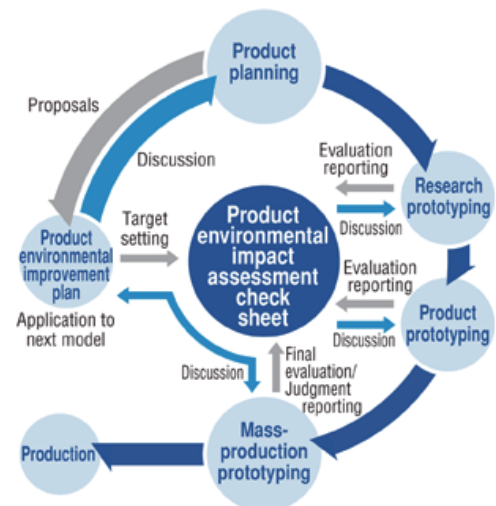 Product
planning
Proposals
Discussion
Evaluation
reporting
Research
prototyping
Discussion
Product
environmental
impact
assessment
check
sheet
Target
setting
Product
environmental
improvement
plan
Application to
next model
Evaluation
reporting
Product
prototyping
Discussion
Discussion
Final
evaluation/
Judgment
reporting
Mass-
production
prototyping
Production